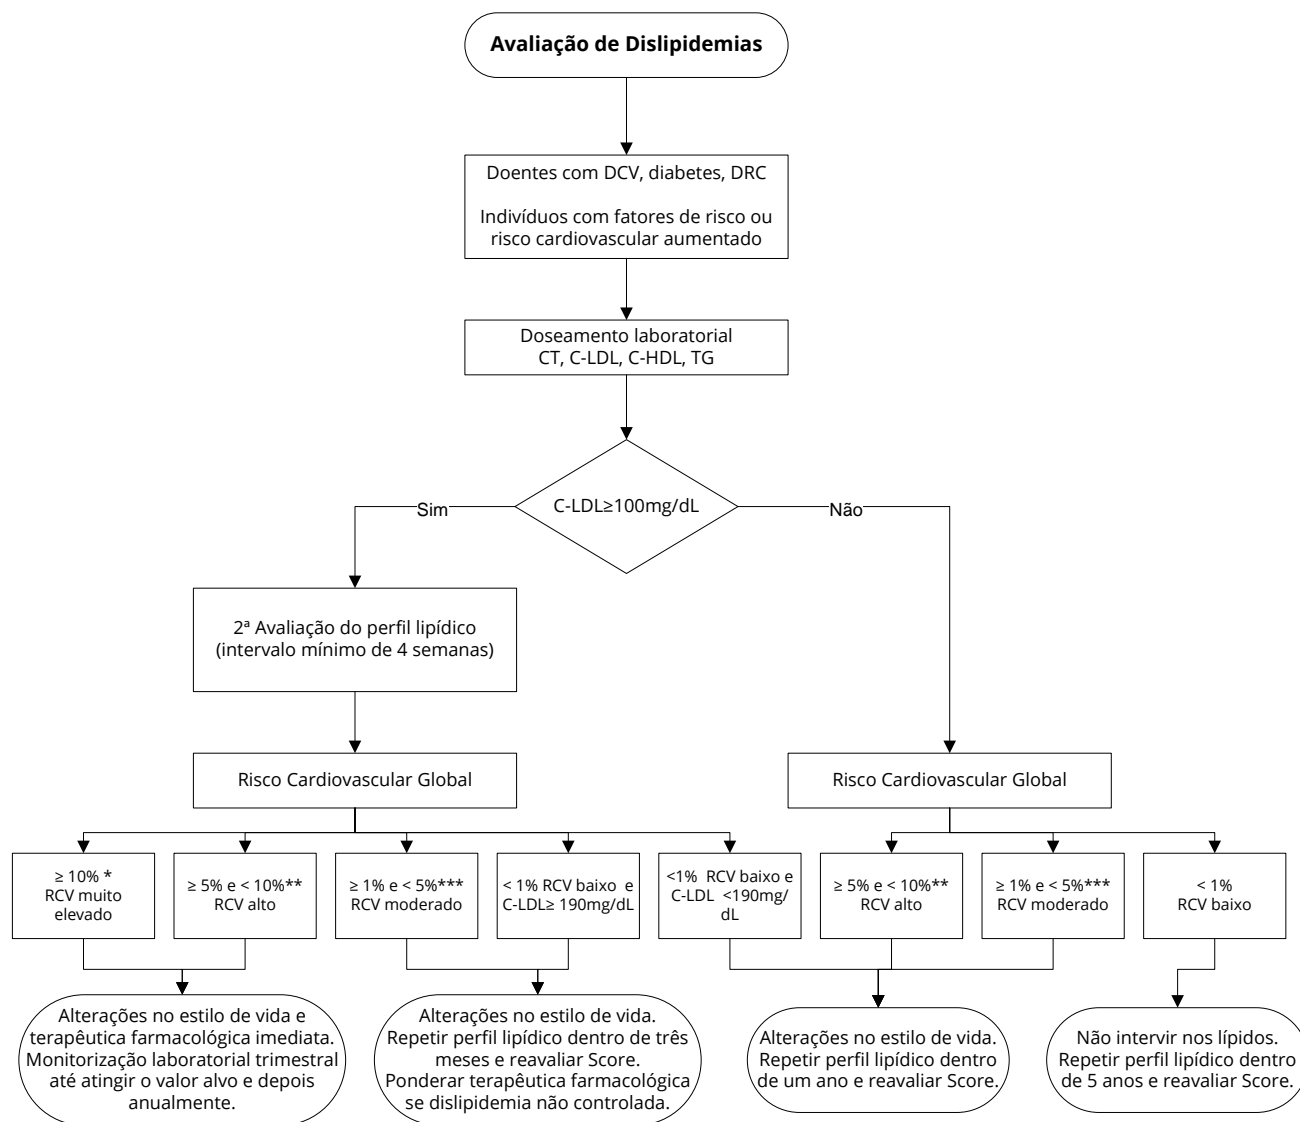 Avaliação de Dislipidemias
Doentes com DCV, diabetes, DRC
Indivíduos com fatores de risco ou
risco cardiovascular aumentado
Doseamento laboratorial
CT, C-LDL, C-HDL, TG
C-LDL≥100mg/dL
Sim
Não
2ª Avaliação do perfil lipídico
(intervalo mínimo de 4 semanas)
Risco Cardiovascular Global
Risco Cardiovascular Global
≥ 10% *
RCV muito
elevado
≥ 5% e < 10%**
RCV alto
≥ 1% e < 5%***
RCV moderado
< 1% RCV baixo e
C-LDL≥ 190mg/dL
<1% RCV baixo e
C-LDL <190mg/
dL
≥ 5% e < 10%**
RCV alto
≥ 1% e < 5%***
RCV moderado
< 1%
RCV baixo
Alterações no estilo de vida e
terapêutica farmacológica imediata.
Monitorização laboratorial trimestral
até atingir o valor alvo e depois
anualmente.
Alterações no estilo de vida.
Repetir perfil lipídico dentro de três
meses e reavaliar Score.
Ponderar terapêutica farmacológica
se dislipidemia não controlada.
Alterações no estilo de vida.
Repetir perfil lipídico dentro
de um ano e reavaliar Score.
Não intervir nos lípidos.
Repetir perfil lipídico dentro
de 5 anos e reavaliar Score.